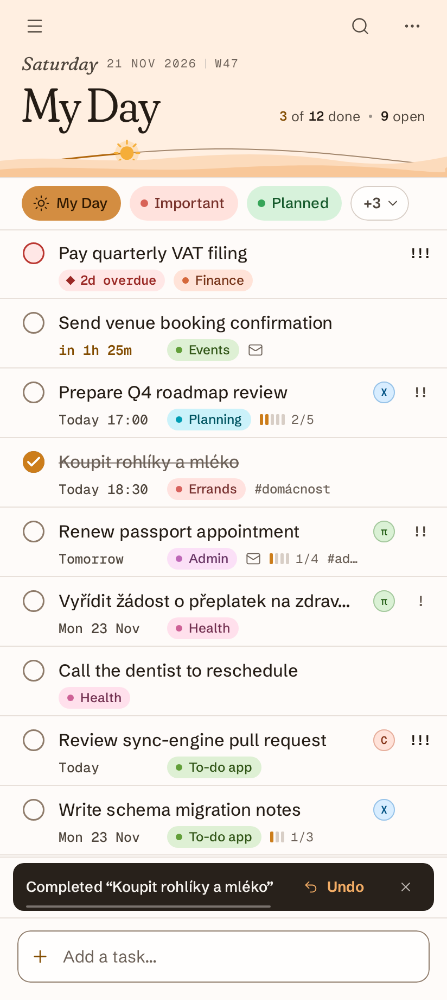 Saturday 21 NOV 2026 W47
My Day
3 of 12 done • 9 open
My Day
Important
Planned
+3
Pay quarterly VAT filing !!!
2d overdue Finance
Send venue booking confirmation
in 1h 25m Events
Prepare Q4 roadmap review X !!
Today 17:00 Planning 2/5
Koupit rohlíky a mléko
Today 18:30 Errands #domácnost
Renew passport appointment π !!
Tomorrow Admin 1/4 #ad…
Vyřídit žádost o přeplatek na zdrav… π !
Mon 23 Nov Health
Call the dentist to reschedule
Health
Review sync-engine pull request C !!!
Today To-do app
Write schema migration notes X
Mon 23 Nov To-do app 1/3
Completed “Koupit rohlíky a mléko” Undo
Add a task…